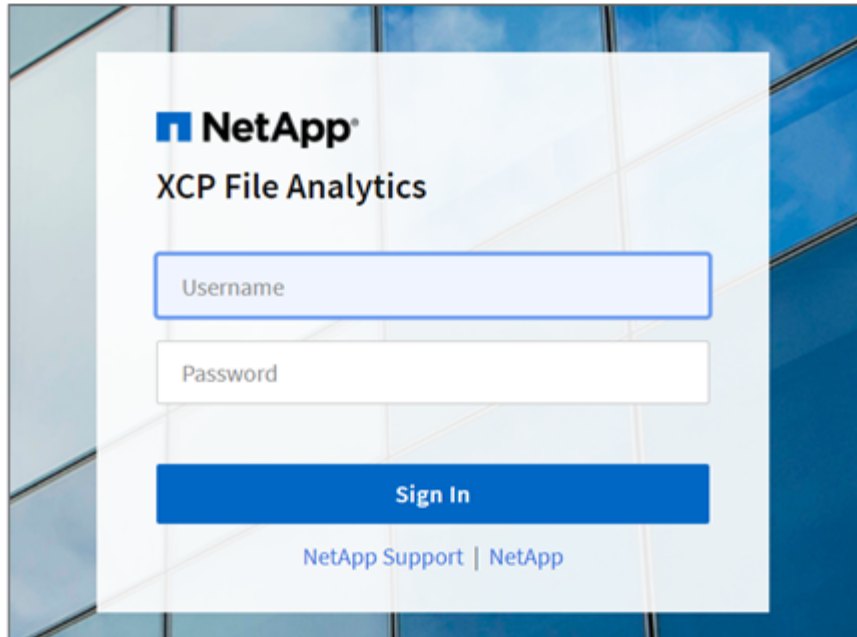 NetApp®
XCP File Analytics
Username
Password
Sign In
NetApp Support | NetApp